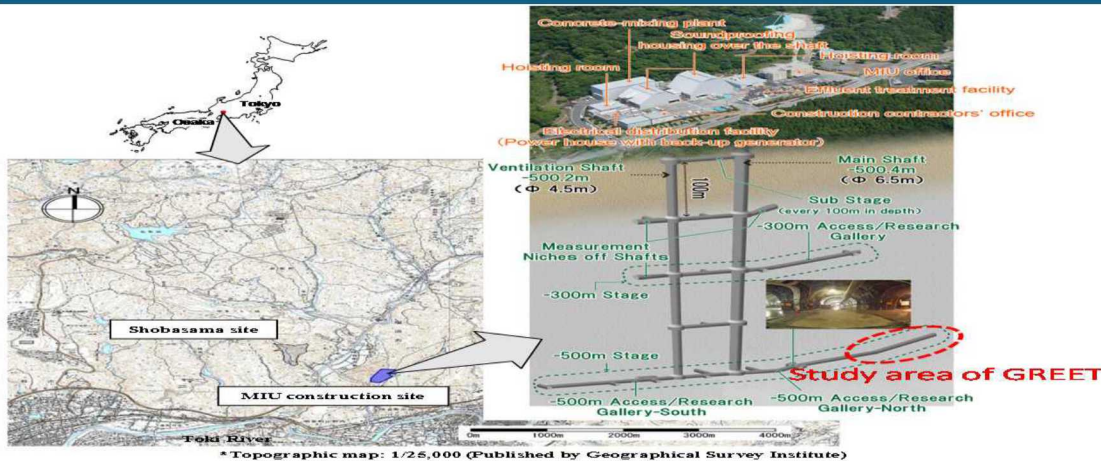 Tokyo
Osaka
N
Shobasama site
MIU construction site
Toki River
Concrete-mixing plant
Soundproofing
housing over the shaft
Hoisting room
Hoisting room
MIU office
Effluent treatment facility
Construction contractors' office
Electrical distribution facility
(Power house with back-up generator)
Ventilation Shaft
-500.2m
(Φ 4.5m)
Main Shaft
-500.4m
(Φ 6.5m)
100m
Sub Stage
(every 100m in depth)
-300m Access/Research
Gallery
Measurement
Niches off Shafts
-300m Stage
-500m Stage
Study area of GREET
-500m Access/Research
Gallery-South
-500m Access/Research
Gallery-North
0m 1000m 2000m 3000m 4000m
*Topographic map: 1/25,000 (Published by Geographical Survey Institute)